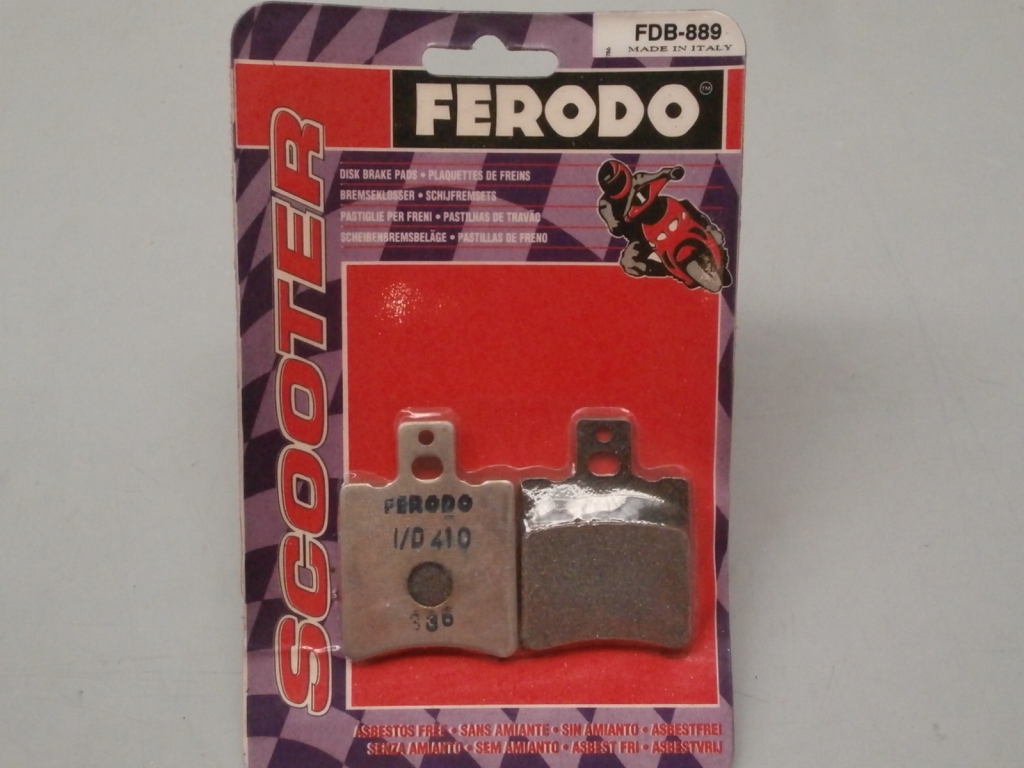 FDB-889
MADE IN ITALY
FERODO™
SCOOTER
DISK BRAKE PADS • PLAQUETTES DE FREINS
BREMSEKLOSSER • SCHIJFREMSETS
PASTIGLIE PER FRENI • PASTILHAS DE TRAVÃO
SCHEIBENBREMSBELÄGE • PASTILLAS DE FRENO
FERODO
I/D 410
336
ASBESTOS FREE • SANS AMIANTE • SIN AMIANTO • ASBESTFREI
SENZA AMIANTO • SEM AMIANTO • ASBEST FRI • ASBESTVRIJ